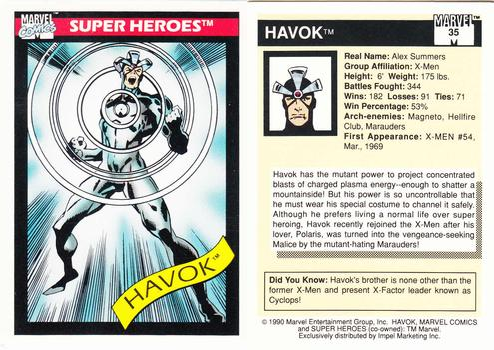 MARVEL
COMICS
SUPER HEROES™
HAVOK™
HAVOK™
MARVEL™
35
Real Name: Alex Summers
Group Affiliation: X-Men
Height: 6' Weight: 175 lbs.
Battles Fought: 344
Wins: 182 Losses: 91 Ties: 71
Win Percentage: 53%
Arch-enemies: Magneto, Hellfire
Club, Marauders
First Appearance: X-MEN #54,
Mar., 1969
Havok has the mutant power to project concentrated
blasts of charged plasma energy--enough to shatter a
mountainside! But his power is so uncontrollable that
he must wear his special costume to channel it safely.
Although he prefers living a normal life over super
heroing, Havok recently rejoined the X-Men after his
lover, Polaris, was turned into the vengeance-seeking
Malice by the mutant-hating Marauders!
Did You Know: Havok's brother is none other than the
former X-Men and present X-Factor leader known as
Cyclops!
© 1990 Marvel Entertainment Group, Inc. HAVOK, MARVEL COMICS
and SUPER HEROES (co-owned): TM Marvel.
Exclusively distributed by Impel Marketing Inc.